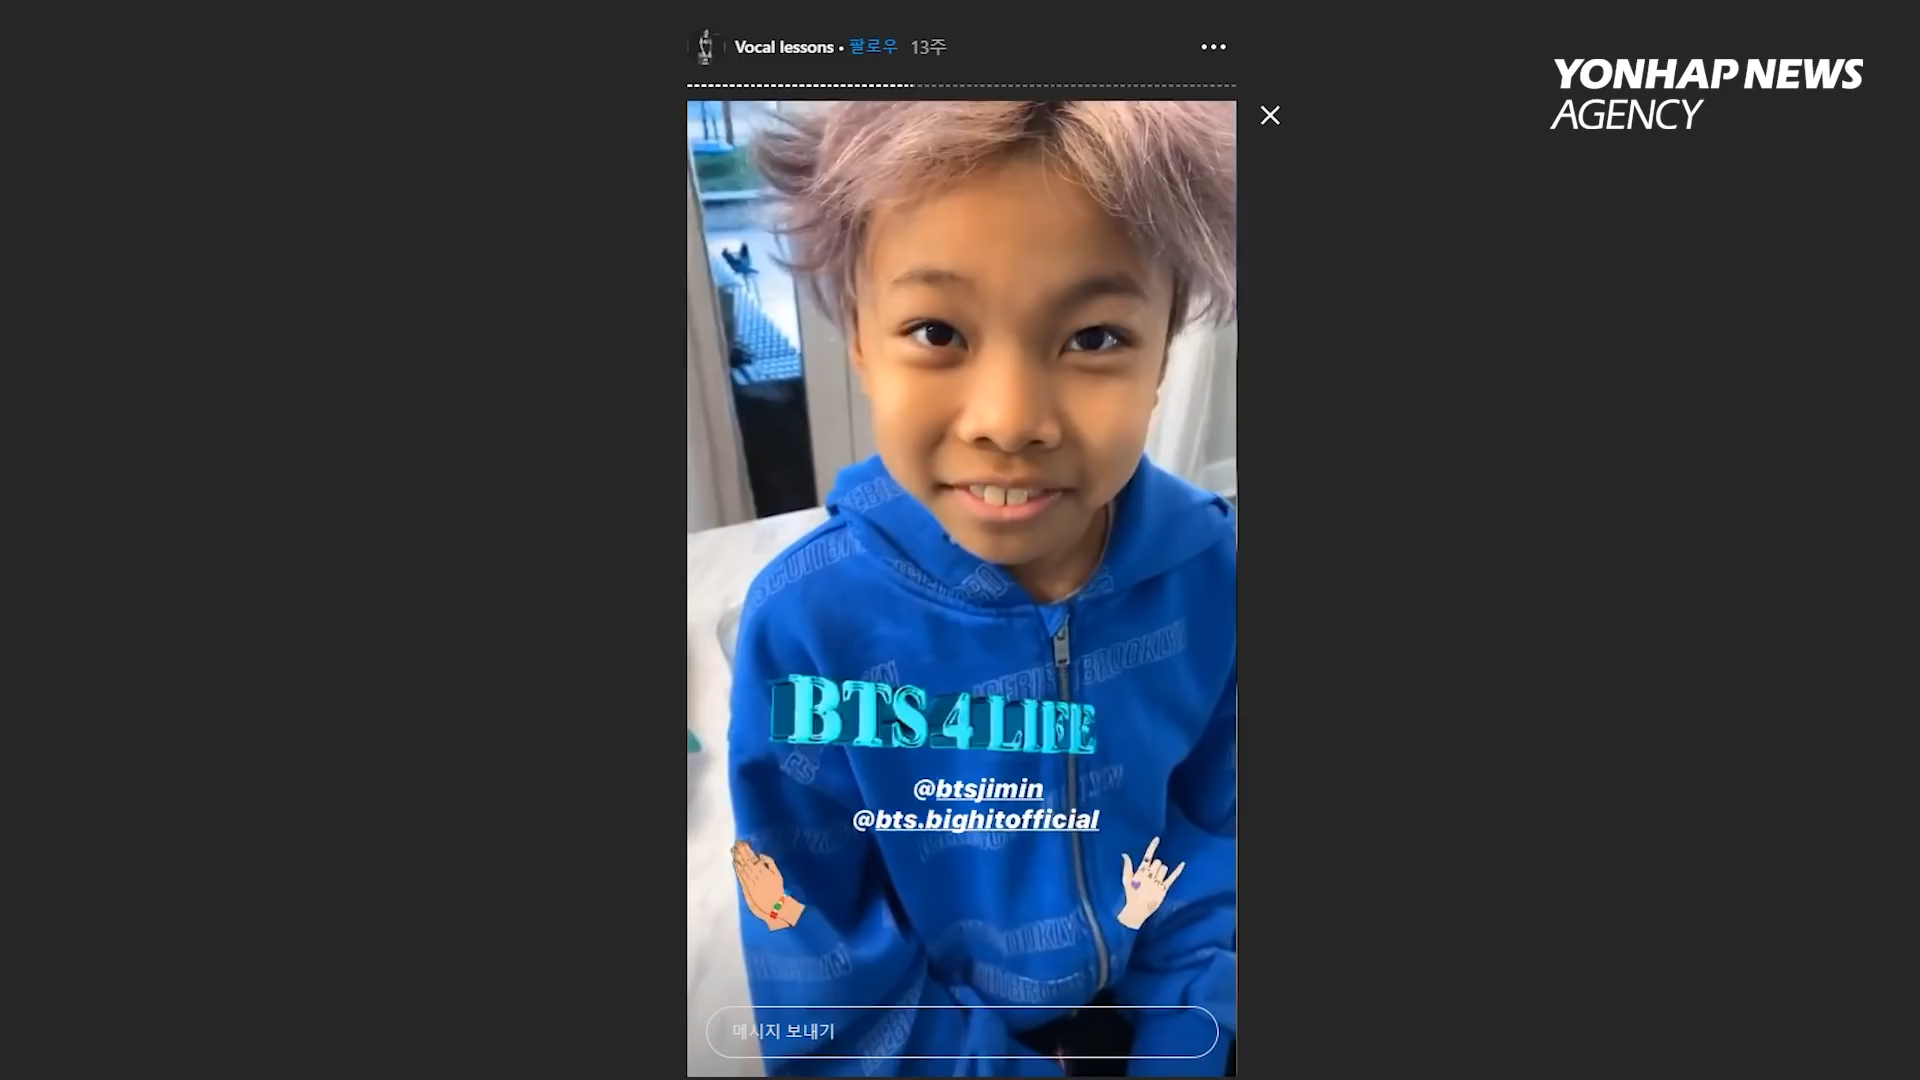 Vocal lessons • 팔로우 13주
YONHAP NEWS
AGENCY
BROOKLYN
BTS 4 LIFE
@btsjimin
@bts.bighitofficial
메시지 보내기